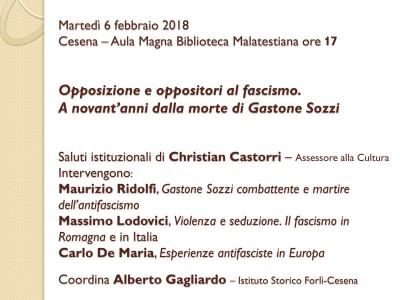 Martedì 6 febbraio 2018
Cesena – Aula Magna Biblioteca Malatestiana ore 17
Opposizione e oppositori al fascismo.
A novant'anni dalla morte di Gastone Sozzi
Saluti istituzionali di Christian Castorri – Assessore alla Cultura
Intervengono:
Maurizio Ridolfi, Gastone Sozzi combattente e martire
dell'antifascismo
Massimo Lodovici, Violenza e seduzione. Il fascismo in
Romagna e in Italia
Carlo De Maria, Esperienze antifasciste in Europa
Coordina Alberto Gagliardo – Istituto Storico Forlì-Cesena